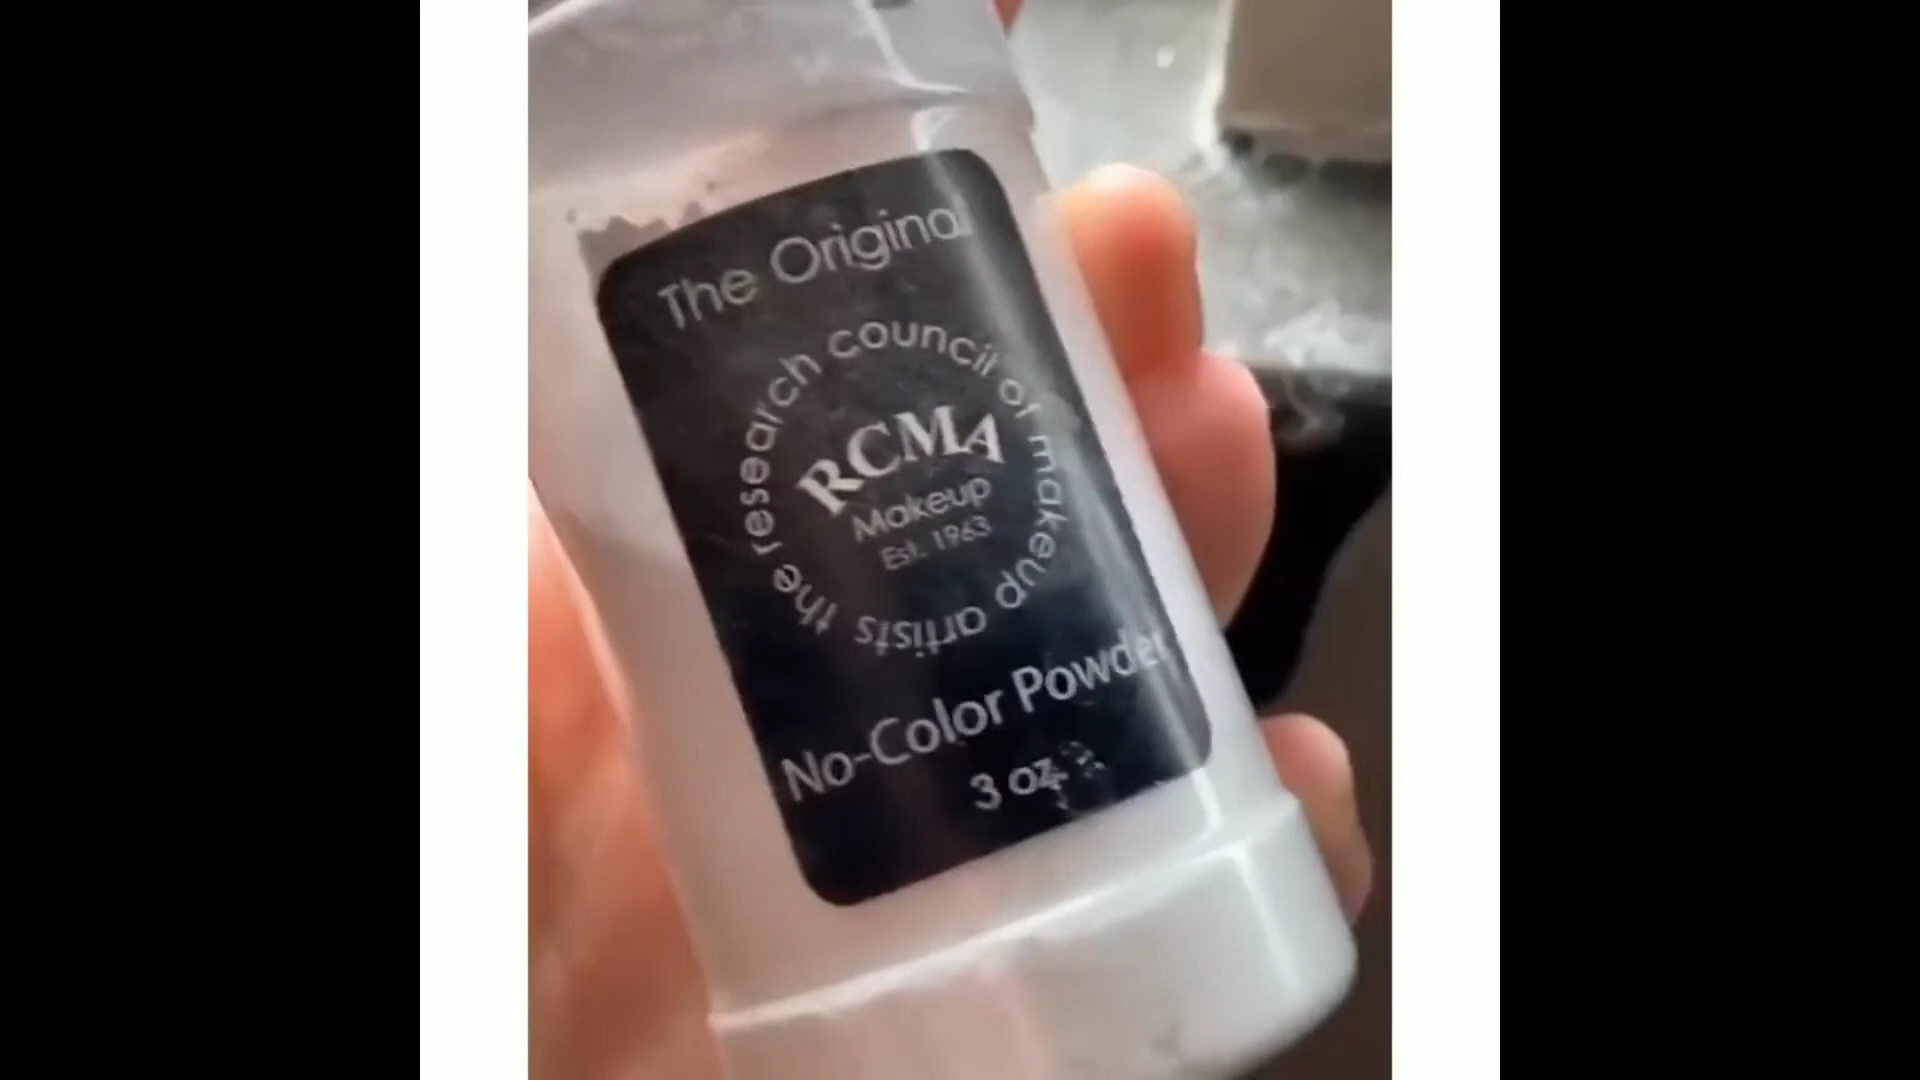 The Original
the research council of makeup artists
RCMA
Makeup
Est. 1963
No-Color Powder
3 oz